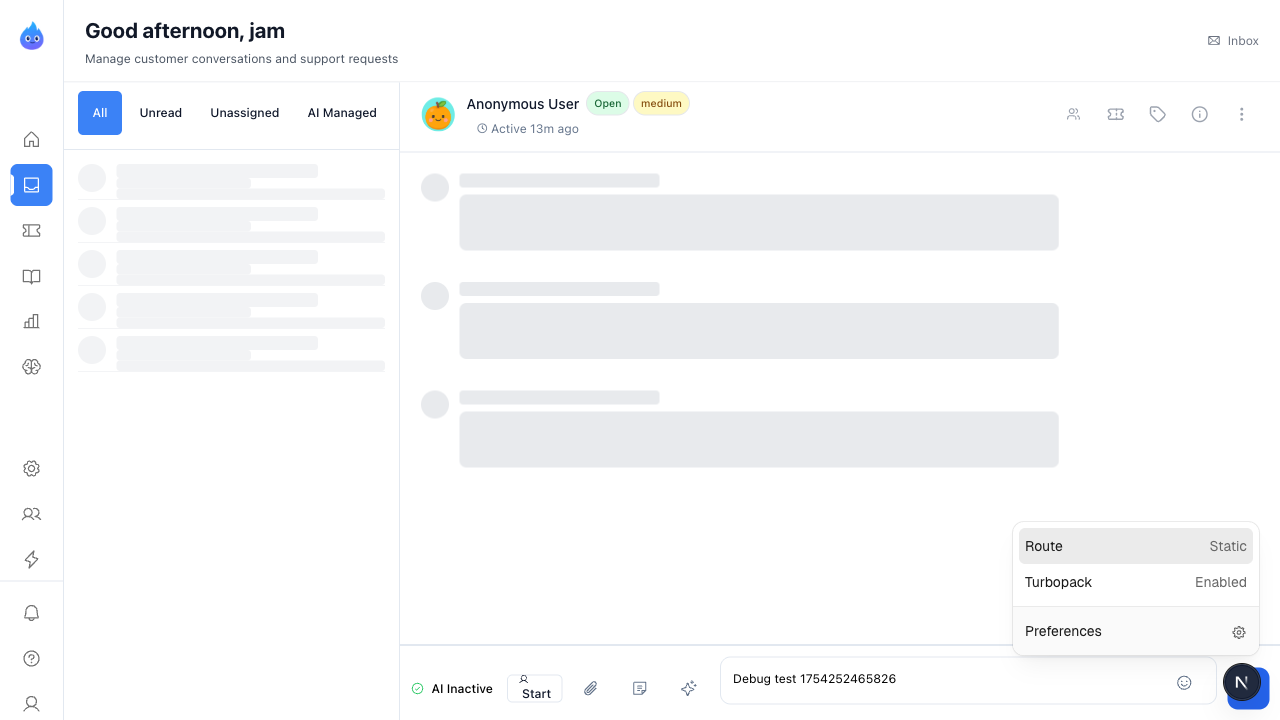 Good afternoon, jam
Manage customer conversations and support requests
Inbox
All
Unread
Unassigned
AI Managed
Anonymous User
Open
medium
Active 13m ago
Route
Static
Turbopack
Enabled
Preferences
AI Inactive
Start
Debug test 1754252465826
N